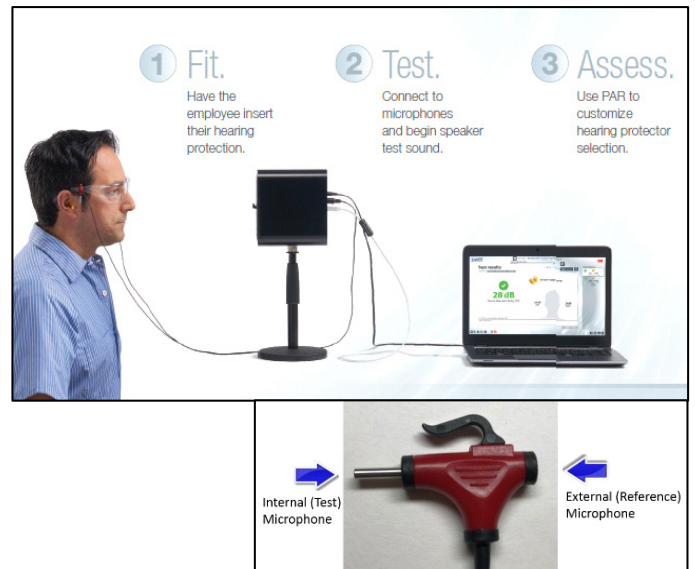 1 Fit.
Have the
employee insert
their hearing
protection.
2 Test.
Connect to
microphones
and begin speaker
test sound.
3 Assess.
Use PAR to
customize
hearing protector
selection.
28 dB
Internal (Test)
Microphone
External (Reference)
Microphone